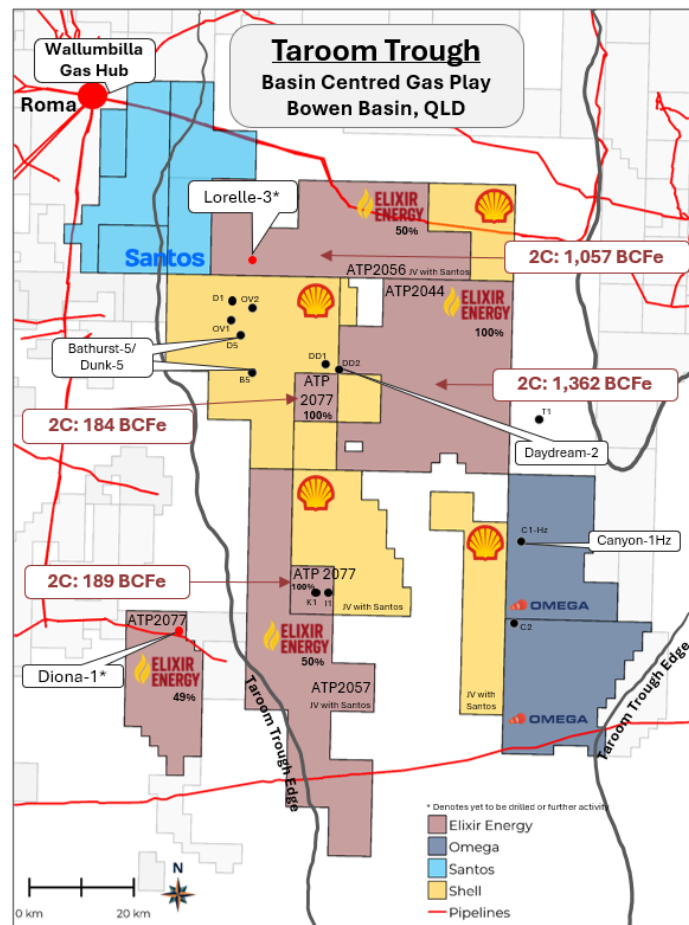 Taroom Trough
Basin Centred Gas Play
Bowen Basin, QLD
Wallumbilla
Gas Hub
Roma
Lorelle-3*
ELIXIR
ENERGY
50%
Santos
ATP2056 JV with Santos
2C: 1,057 BCFe
ATP2044
ELIXIR
ENERGY
100%
D1
OV2
OV1
D5
Bathurst-5/
Dunk-5
B5
DD1
DD2
ATP
2077
100%
2C: 1,362 BCFe
2C: 184 BCFe
T1
Daydream-2
C1-Hz
Canyon-1Hz
2C: 189 BCFe
ATP 2077
100%
K1
I1
JV with Santos
OMEGA
C2
ATP2077
Diona-1*
ELIXIR
ENERGY
49%
ELIXIR
ENERGY
50%
ATP2057
JV with Santos
JV with
Santos
OMEGA
Taroom Trough Edge
Taroom Trough Edge
* Denotes yet to be drilled or further activity
Elixir Energy
Omega
Santos
Shell
Pipelines
N
0 km
20 km